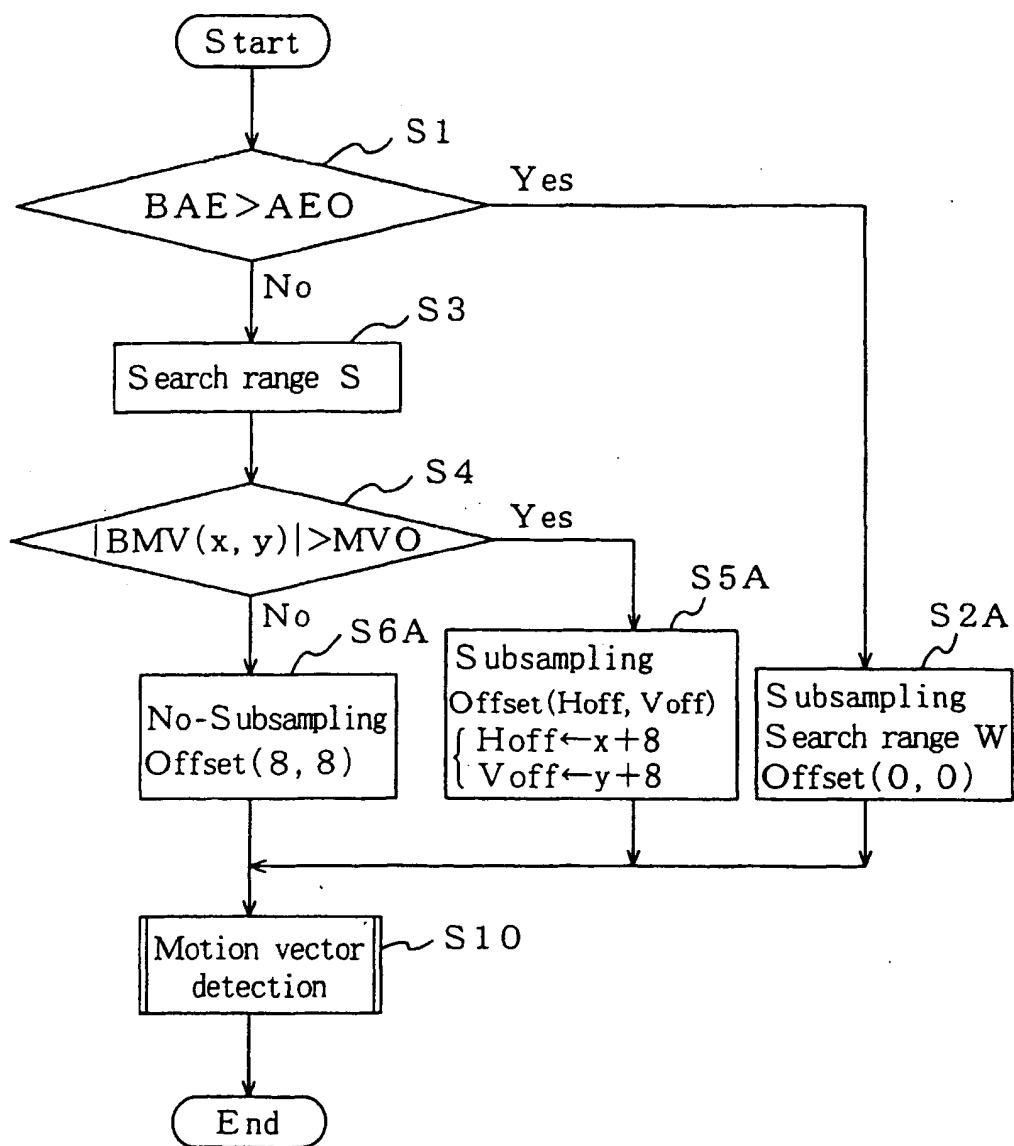 Start
S1
BAE>AEO
Yes
No
S3
Search range S
S4
|BMV(x, y)|>MVO
Yes
No
S6A
No-Subsampling
Offset(8, 8)
S5A
Subsampling
Offset(Hoff, Voff)
Hoff←x+8
Voff←y+8
S2A
Subsampling
Search range W
Offset(0, 0)
Motion vector
detection
S10
End